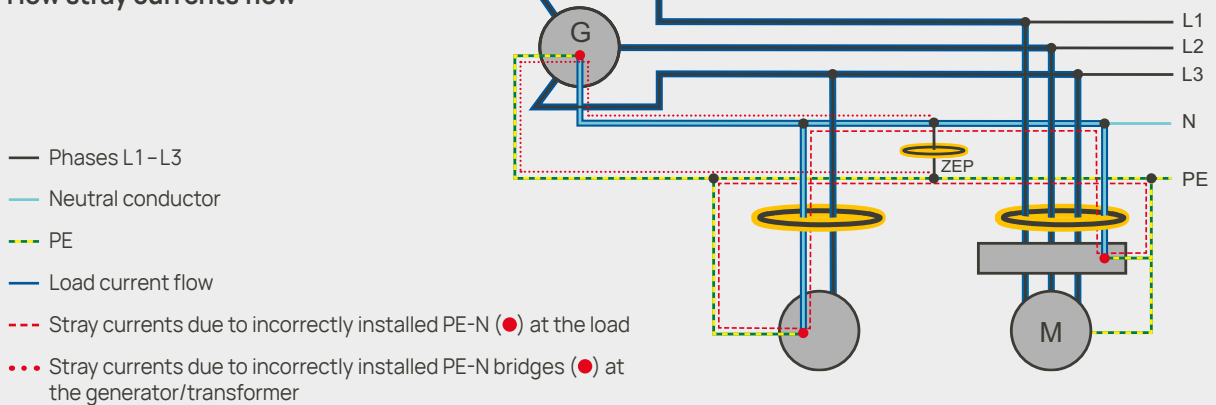 How stray currents flow
G
L1
L2
L3
N
ZEP
PE
M
Phases L1 – L3
Neutral conductor
PE
Load current flow
Stray currents due to incorrectly installed PE-N (●) at the load
Stray currents due to incorrectly installed PE-N bridges (●) at
the generator/transformer